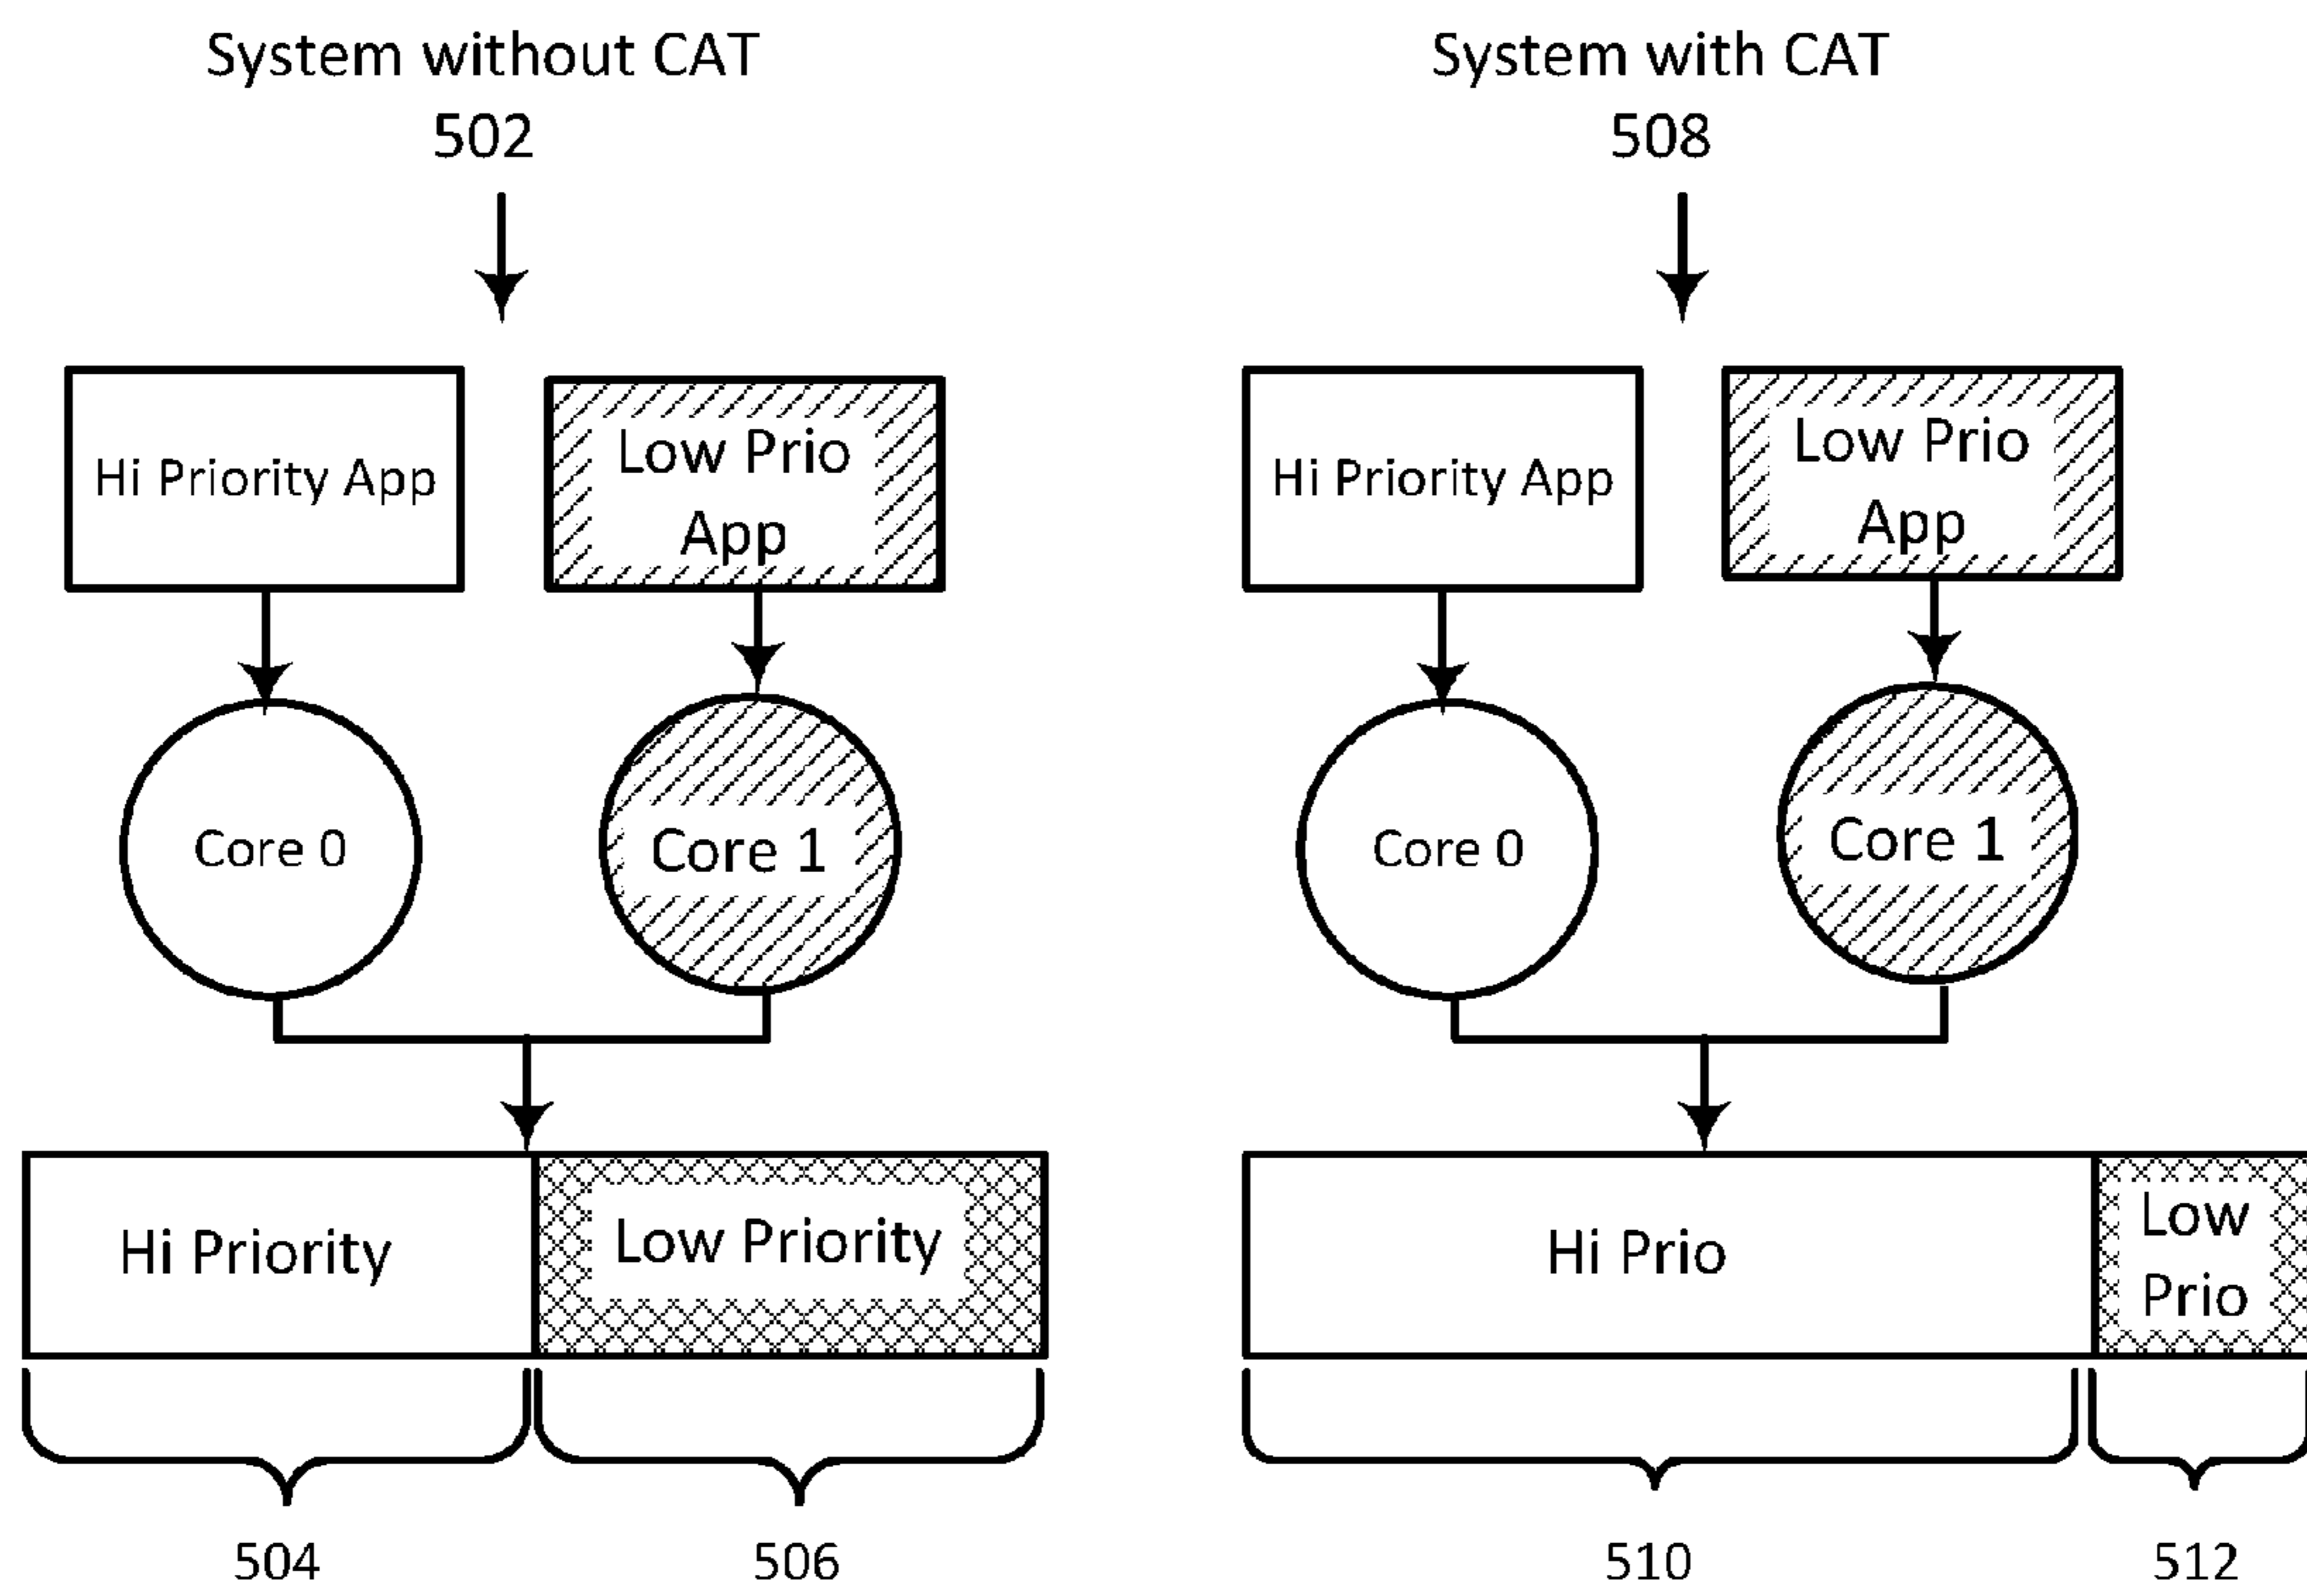 System without CAT
502
Hi Priority App
Low Prio
App
Core 0
Core 1
Hi Priority
Low Priority
504
506
System with CAT
508
Hi Priority App
Low Prio
App
Core 0
Core 1
Hi Prio
Low
Prio
510
512